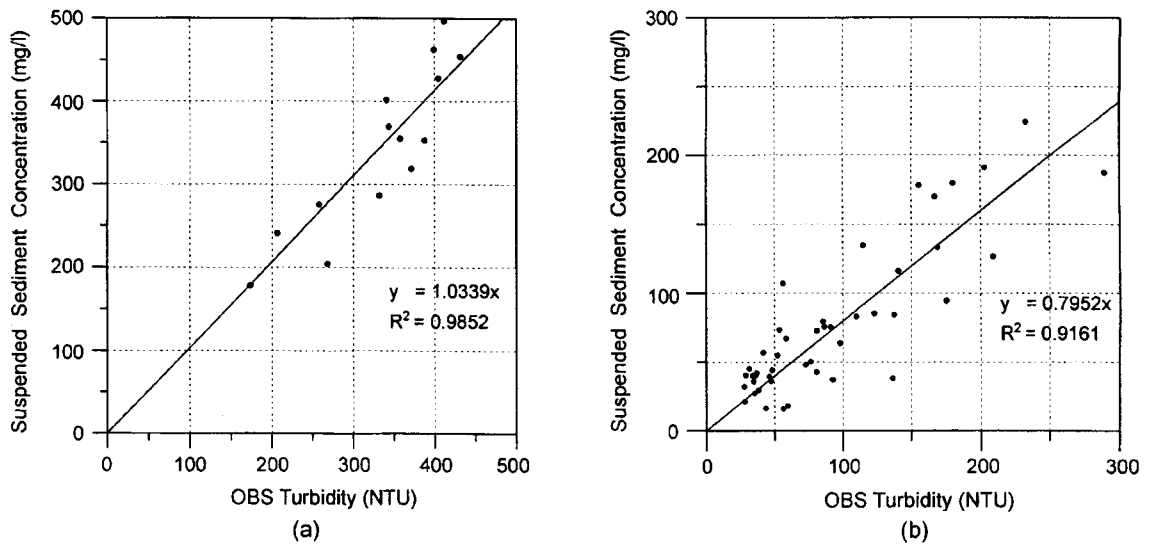 500
400
300
200
100
0
Suspended Sediment Concentration (mg/l)
y = 1.0339x
R² = 0.9852
0 100 200 300 400 500
OBS Turbidity (NTU)
(a)
300
200
100
0
Suspended Sediment Concentration (mg/l)
y = 0.7952x
R² = 0.9161
0 100 200 300
OBS Turbidity (NTU)
(b)